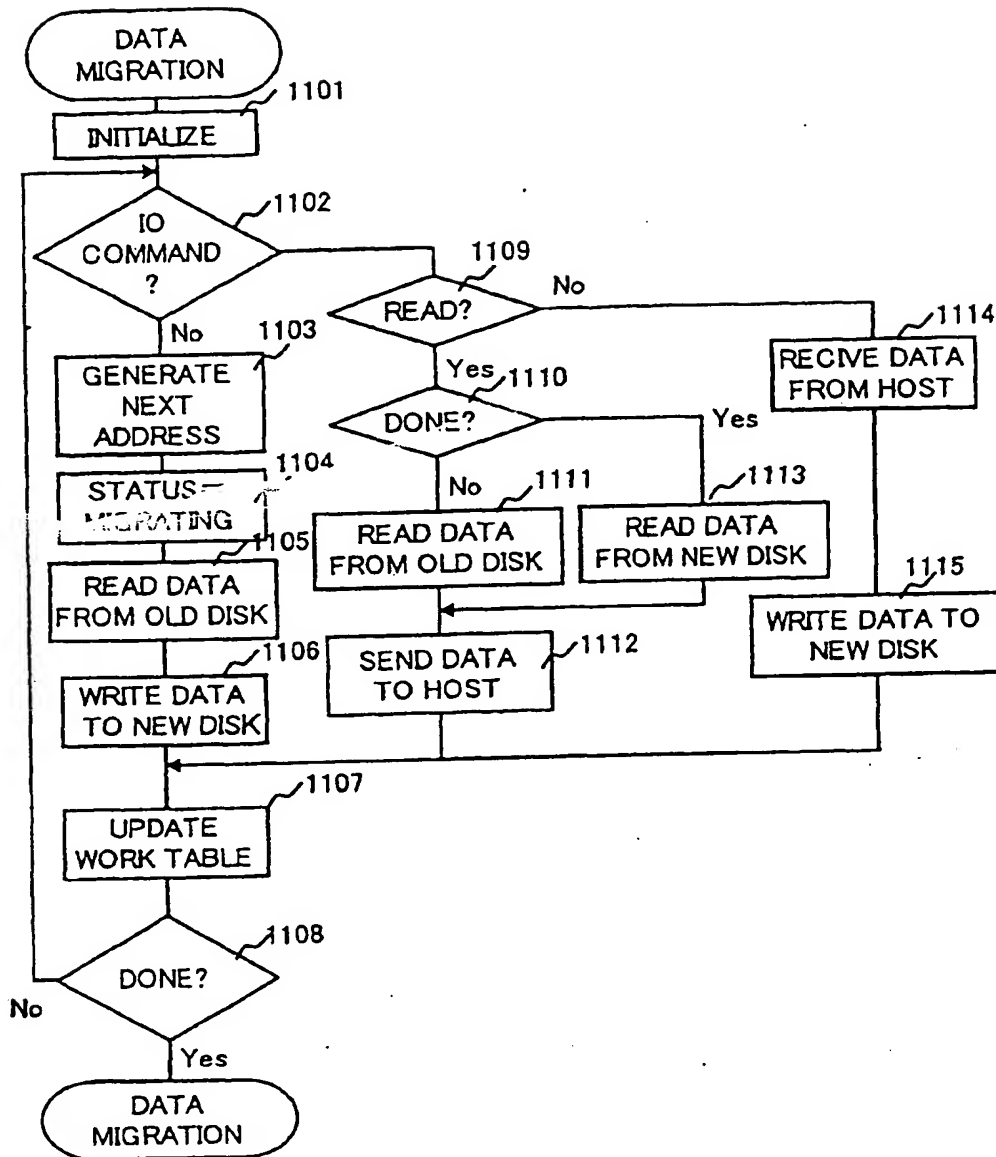 DATA
MIGRATION
1101
INITIALIZE
1102
IO
COMMAND
?
1109
READ?
No
No
1103
GENERATE
NEXT
ADDRESS
Yes
1110
DONE?
Yes
1114
RECIVE DATA
FROM HOST
1104
STATUS=
MIGRATING
No
1111
READ DATA
FROM OLD DISK
1113
READ DATA
FROM NEW DISK
1105
READ DATA
FROM OLD DISK
1115
WRITE DATA TO
NEW DISK
1106
WRITE DATA
TO NEW DISK
SEND DATA
TO HOST
1112
1107
UPDATE
WORK TABLE
1108
DONE?
No
Yes
DATA
MIGRATION